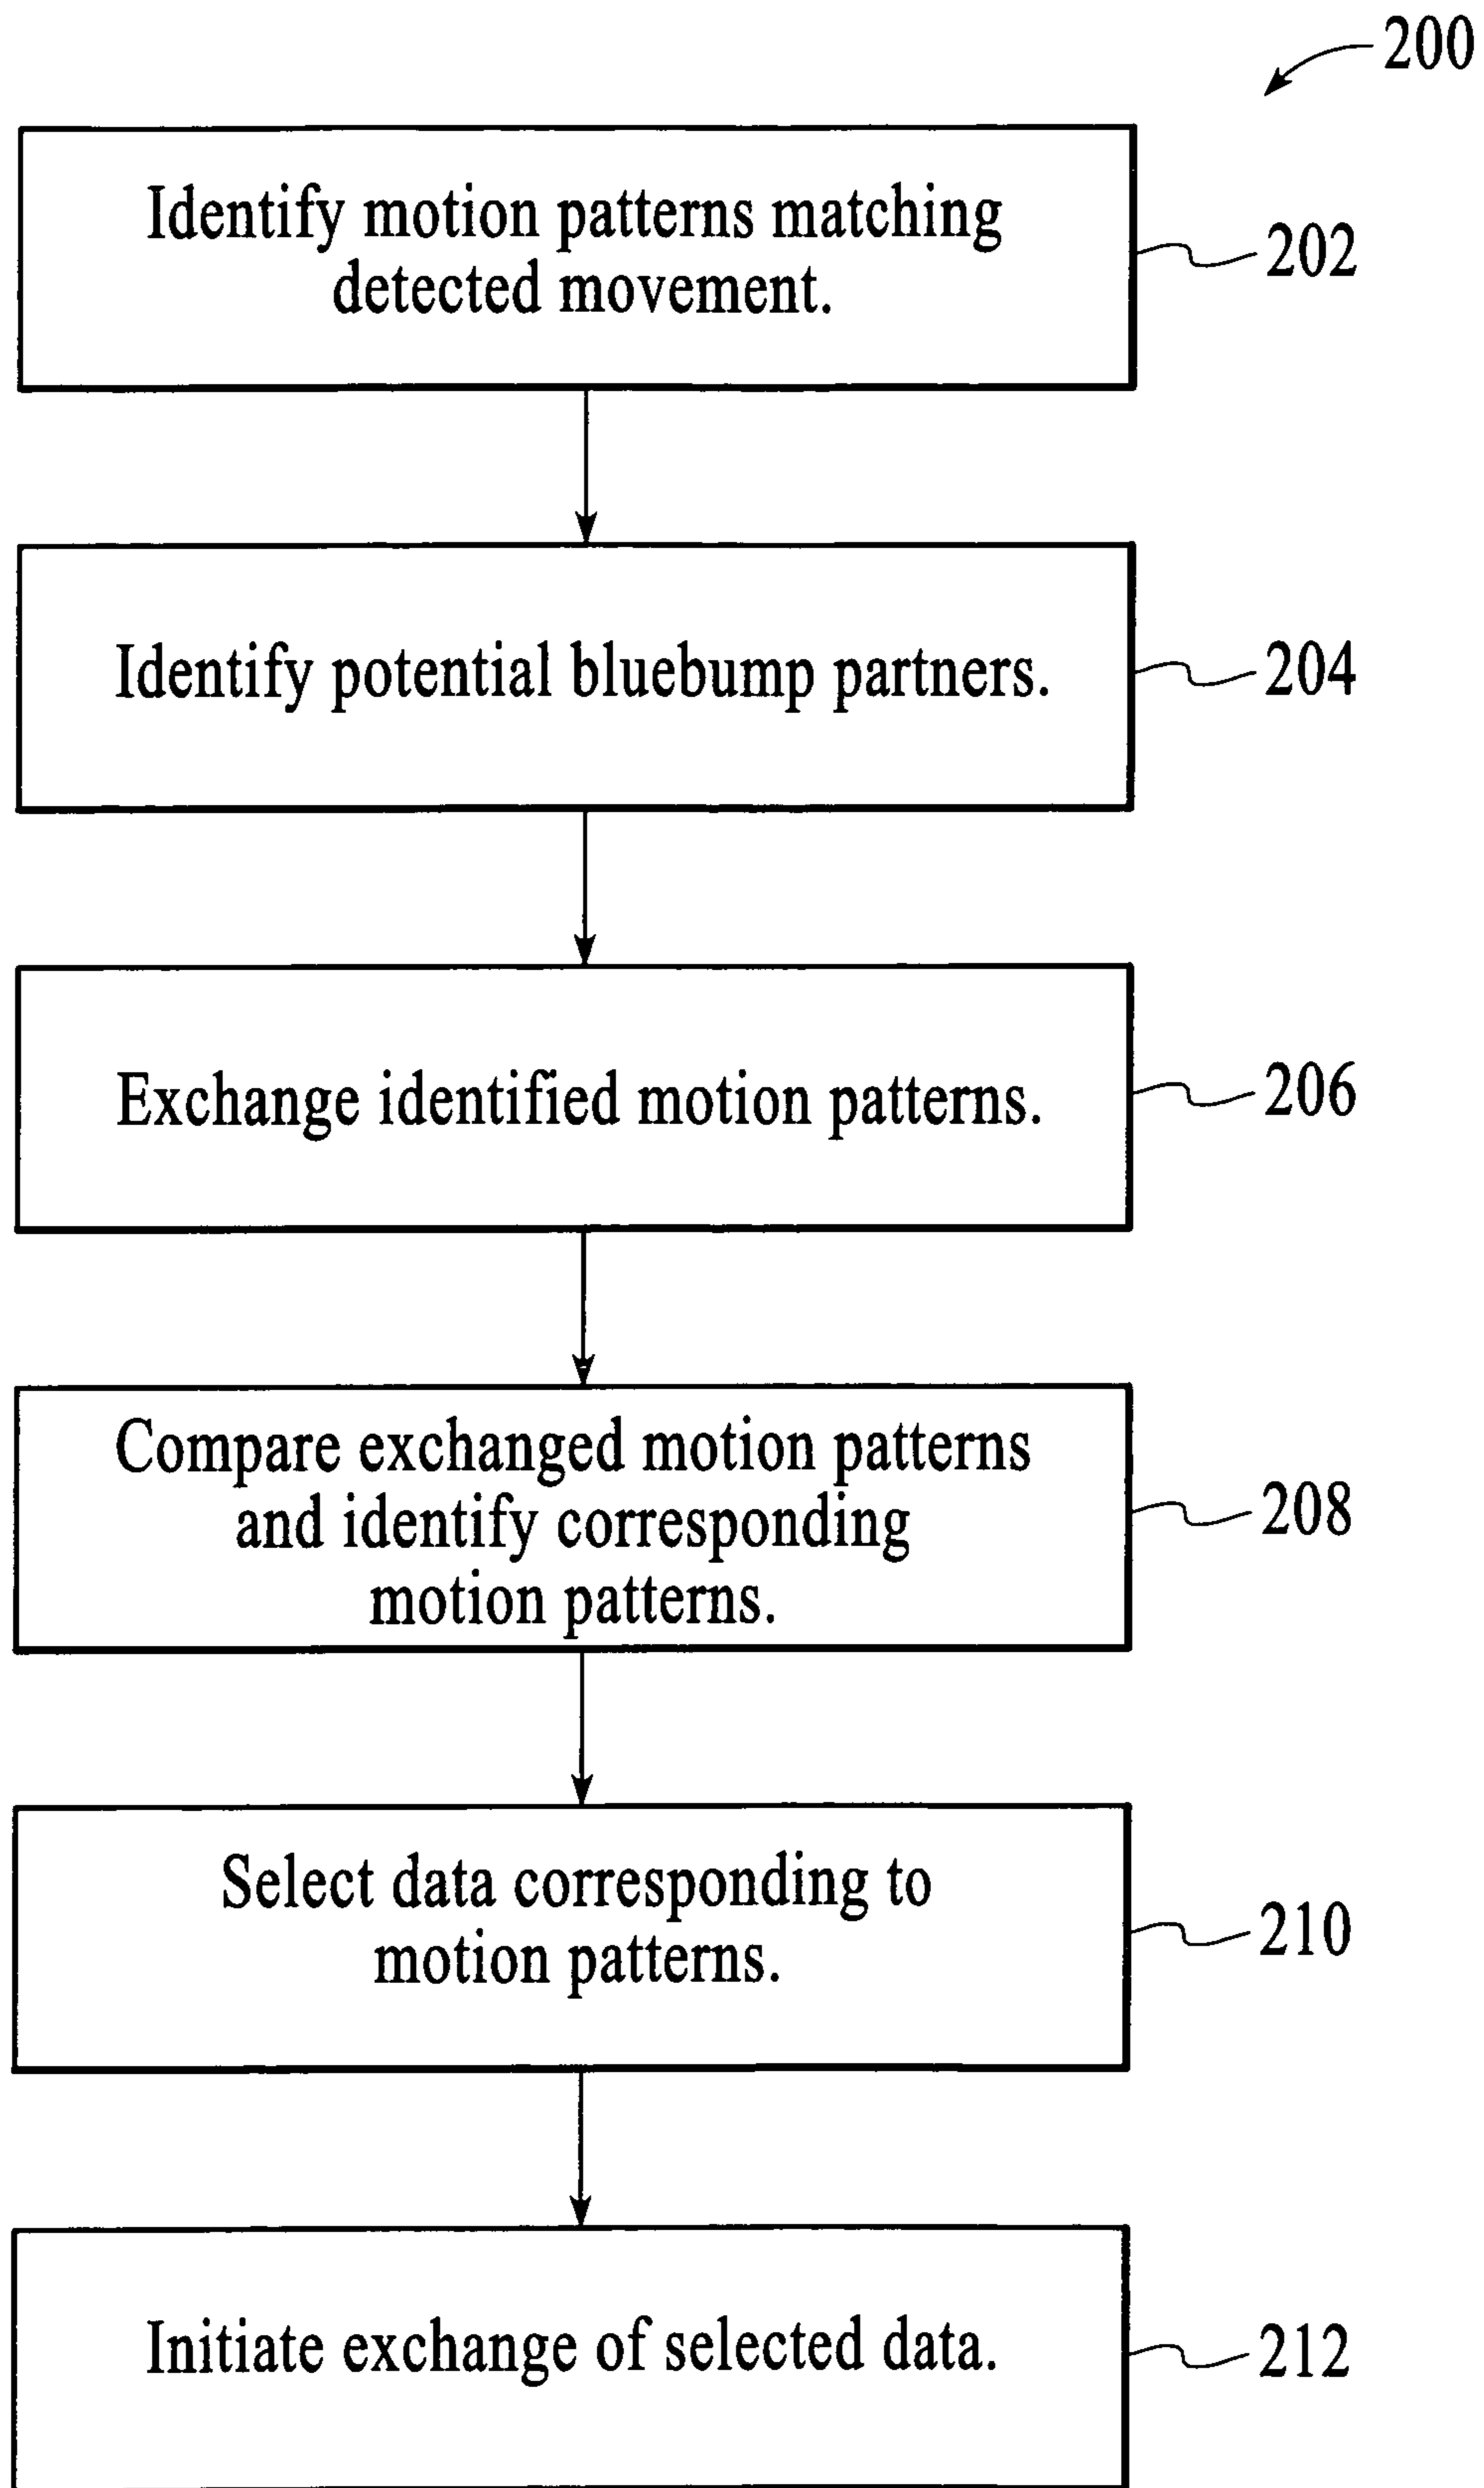 200
Identify motion patterns matching
detected movement.
202
Identify potential bluebump partners.
204
Exchange identified motion patterns.
206
Compare exchanged motion patterns
and identify corresponding
motion patterns.
208
Select data corresponding to
motion patterns.
210
Initiate exchange of selected data.
212